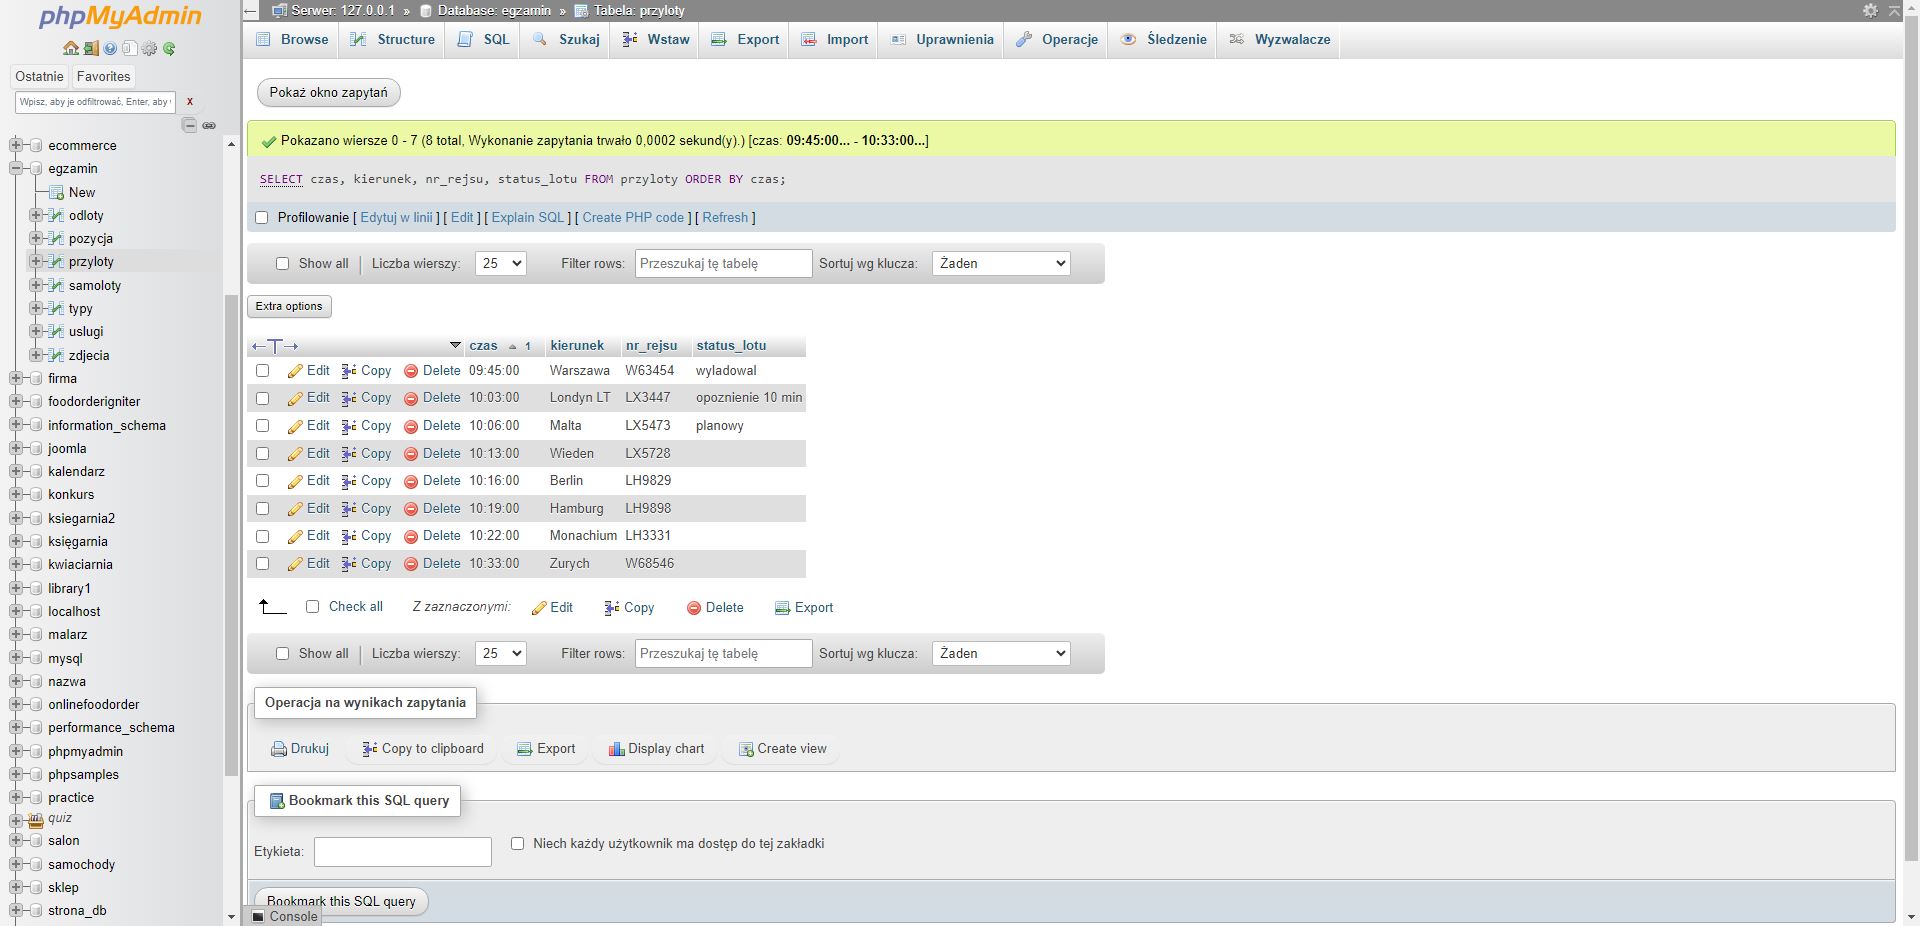 phpMyAdmin
Ostatnie Favorites
Wpisz, aby je odfiltrować, Enter, aby
X
ecommerce
egzamin
New
odloty
pozycja
przyloty
samoloty
typy
uslugi
zdjecia
firma
foodorderigniter
information_schema
joomla
kalendarz
konkurs
ksiegarnia2
księgarnia
kwiaciarnia
library1
localhost
malarz
mysql
nazwa
onlinefoodorder
performance_schema
phpmyadmin
phpsamples
practice
quiz
salon
samochody
sklep
strona_db
Serwer: 127.0.0.1 » Database: egzamin » Tabela: przyloty
Browse Structure SQL Szukaj Wstaw Export Import Uprawnienia Operacje Śledzenie Wyzwalacze
Pokaż okno zapytań
Pokazano wiersze 0 - 7 (8 total, Wykonanie zapytania trwało 0,0002 sekund(y).) [czas: 09:45:00... - 10:33:00...]
SELECT czas, kierunek, nr_rejsu, status_lotu FROM przyloty ORDER BY czas;
Profilowanie [ Edytuj w linii ] [ Edit ] [ Explain SQL ] [ Create PHP code ] [ Refresh ]
Show all Liczba wierszy: 25 Filter rows: Przeszukaj tę tabelę Sortuj wg klucza: Żaden
Extra options
czas 1 kierunek nr_rejsu status_lotu
Edit Copy Delete 09:45:00 Warszawa W63454 wyladowal
Edit Copy Delete 10:03:00 Londyn LT LX3447 opoznienie 10 min
Edit Copy Delete 10:06:00 Malta LX5473 planowy
Edit Copy Delete 10:13:00 Wieden LX5728
Edit Copy Delete 10:16:00 Berlin LH9829
Edit Copy Delete 10:19:00 Hamburg LH9898
Edit Copy Delete 10:22:00 Monachium LH3331
Edit Copy Delete 10:33:00 Zurych W68546
Check all Z zaznaczonymi: Edit Copy Delete Export
Show all Liczba wierszy: 25 Filter rows: Przeszukaj tę tabelę Sortuj wg klucza: Żaden
Operacja na wynikach zapytania
Drukuj Copy to clipboard Export Display chart Create view
Bookmark this SQL query
Etykieta: Niech każdy użytkownik ma dostęp do tej zakładki
Bookmark this SQL query
Console